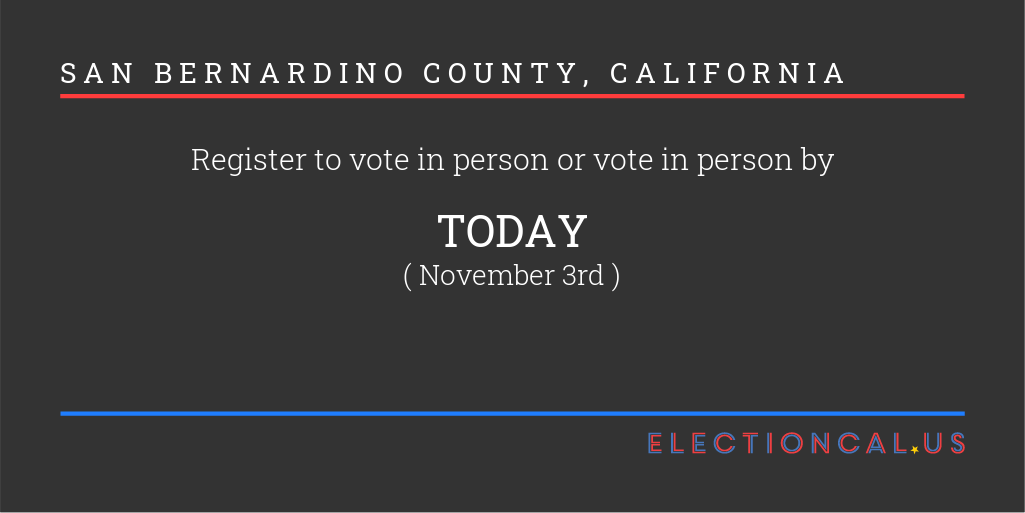 SAN BERNARDINO COUNTY, CALIFORNIA
Register to vote in person or vote in person by
TODAY
( November 3rd )
ELECTIONCAL.US